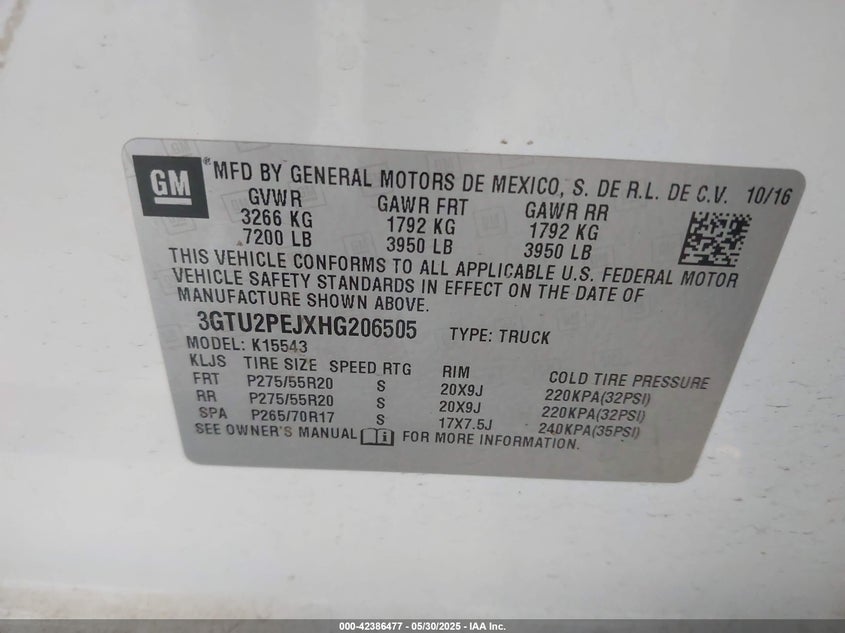 GM ® MFD BY GENERAL MOTORS DE MEXICO, S. DE R.L. DE C.V. 10/16
GVWR GAWR FRT GAWR RR
3266 KG 1792 KG 1792 KG
7200 LB 3950 LB 3950 LB
THIS VEHICLE CONFORMS TO ALL APPLICABLE U.S. FEDERAL MOTOR
VEHICLE SAFETY STANDARDS IN EFFECT ON THE DATE OF
MANUFACTURE SHOWN ABOVE.
3GTU2PEJXHG206505 TYPE: TRUCK
MODEL: K15543
KLJS TIRE SIZE SPEED RTG RIM COLD TIRE PRESSURE
FRT P275/55R20 S 20X9J 220KPA(32PSI)
RR P275/55R20 S 20X9J 220KPA(32PSI)
SPA P265/70R17 S 17X7.5J 240KPA(35PSI)
SEE OWNER'S MANUAL FOR MORE INFORMATION.
000-42386477 — 05/30/2025 — IAA Inc.